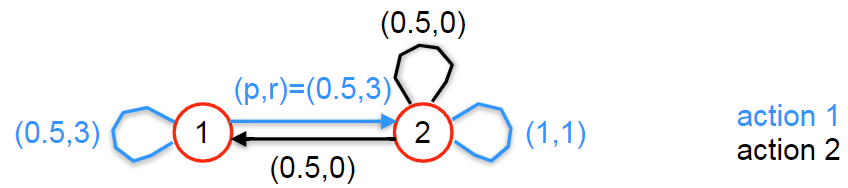 (0.5,0)
(p,r)=(0.5,3)
(0.5,3)
1
2
(1,1)
(0.5,0)
action 1
action 2